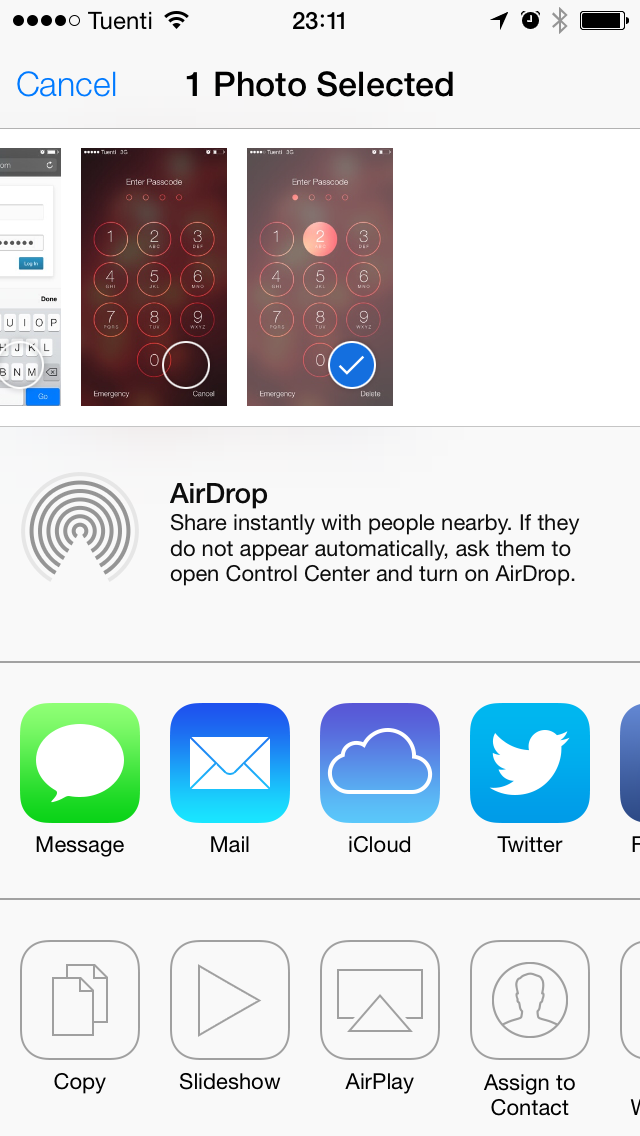 Tuenti 23:11
Cancel 1 Photo Selected
om
Log In
Done
U I O P
H J K L
B N M
Go
Tuenti 3G
Enter Passcode
1 2 ABC 3 DEF
4 GHI 5 JKL 6 MNO
7 PQRS 8 TUV 9 WXYZ
0
Emergency Cancel
Tuenti 3G
Enter Passcode
1 2 ABC 3 DEF
4 GHI 5 JKL 6 MNO
7 PQRS 8 TUV 9 WXYZ
0
Emergency Delete
AirDrop
Share instantly with people nearby. If they
do not appear automatically, ask them to
open Control Center and turn on AirDrop.
Message Mail iCloud Twitter F
Copy Slideshow AirPlay Assign to
Contact W